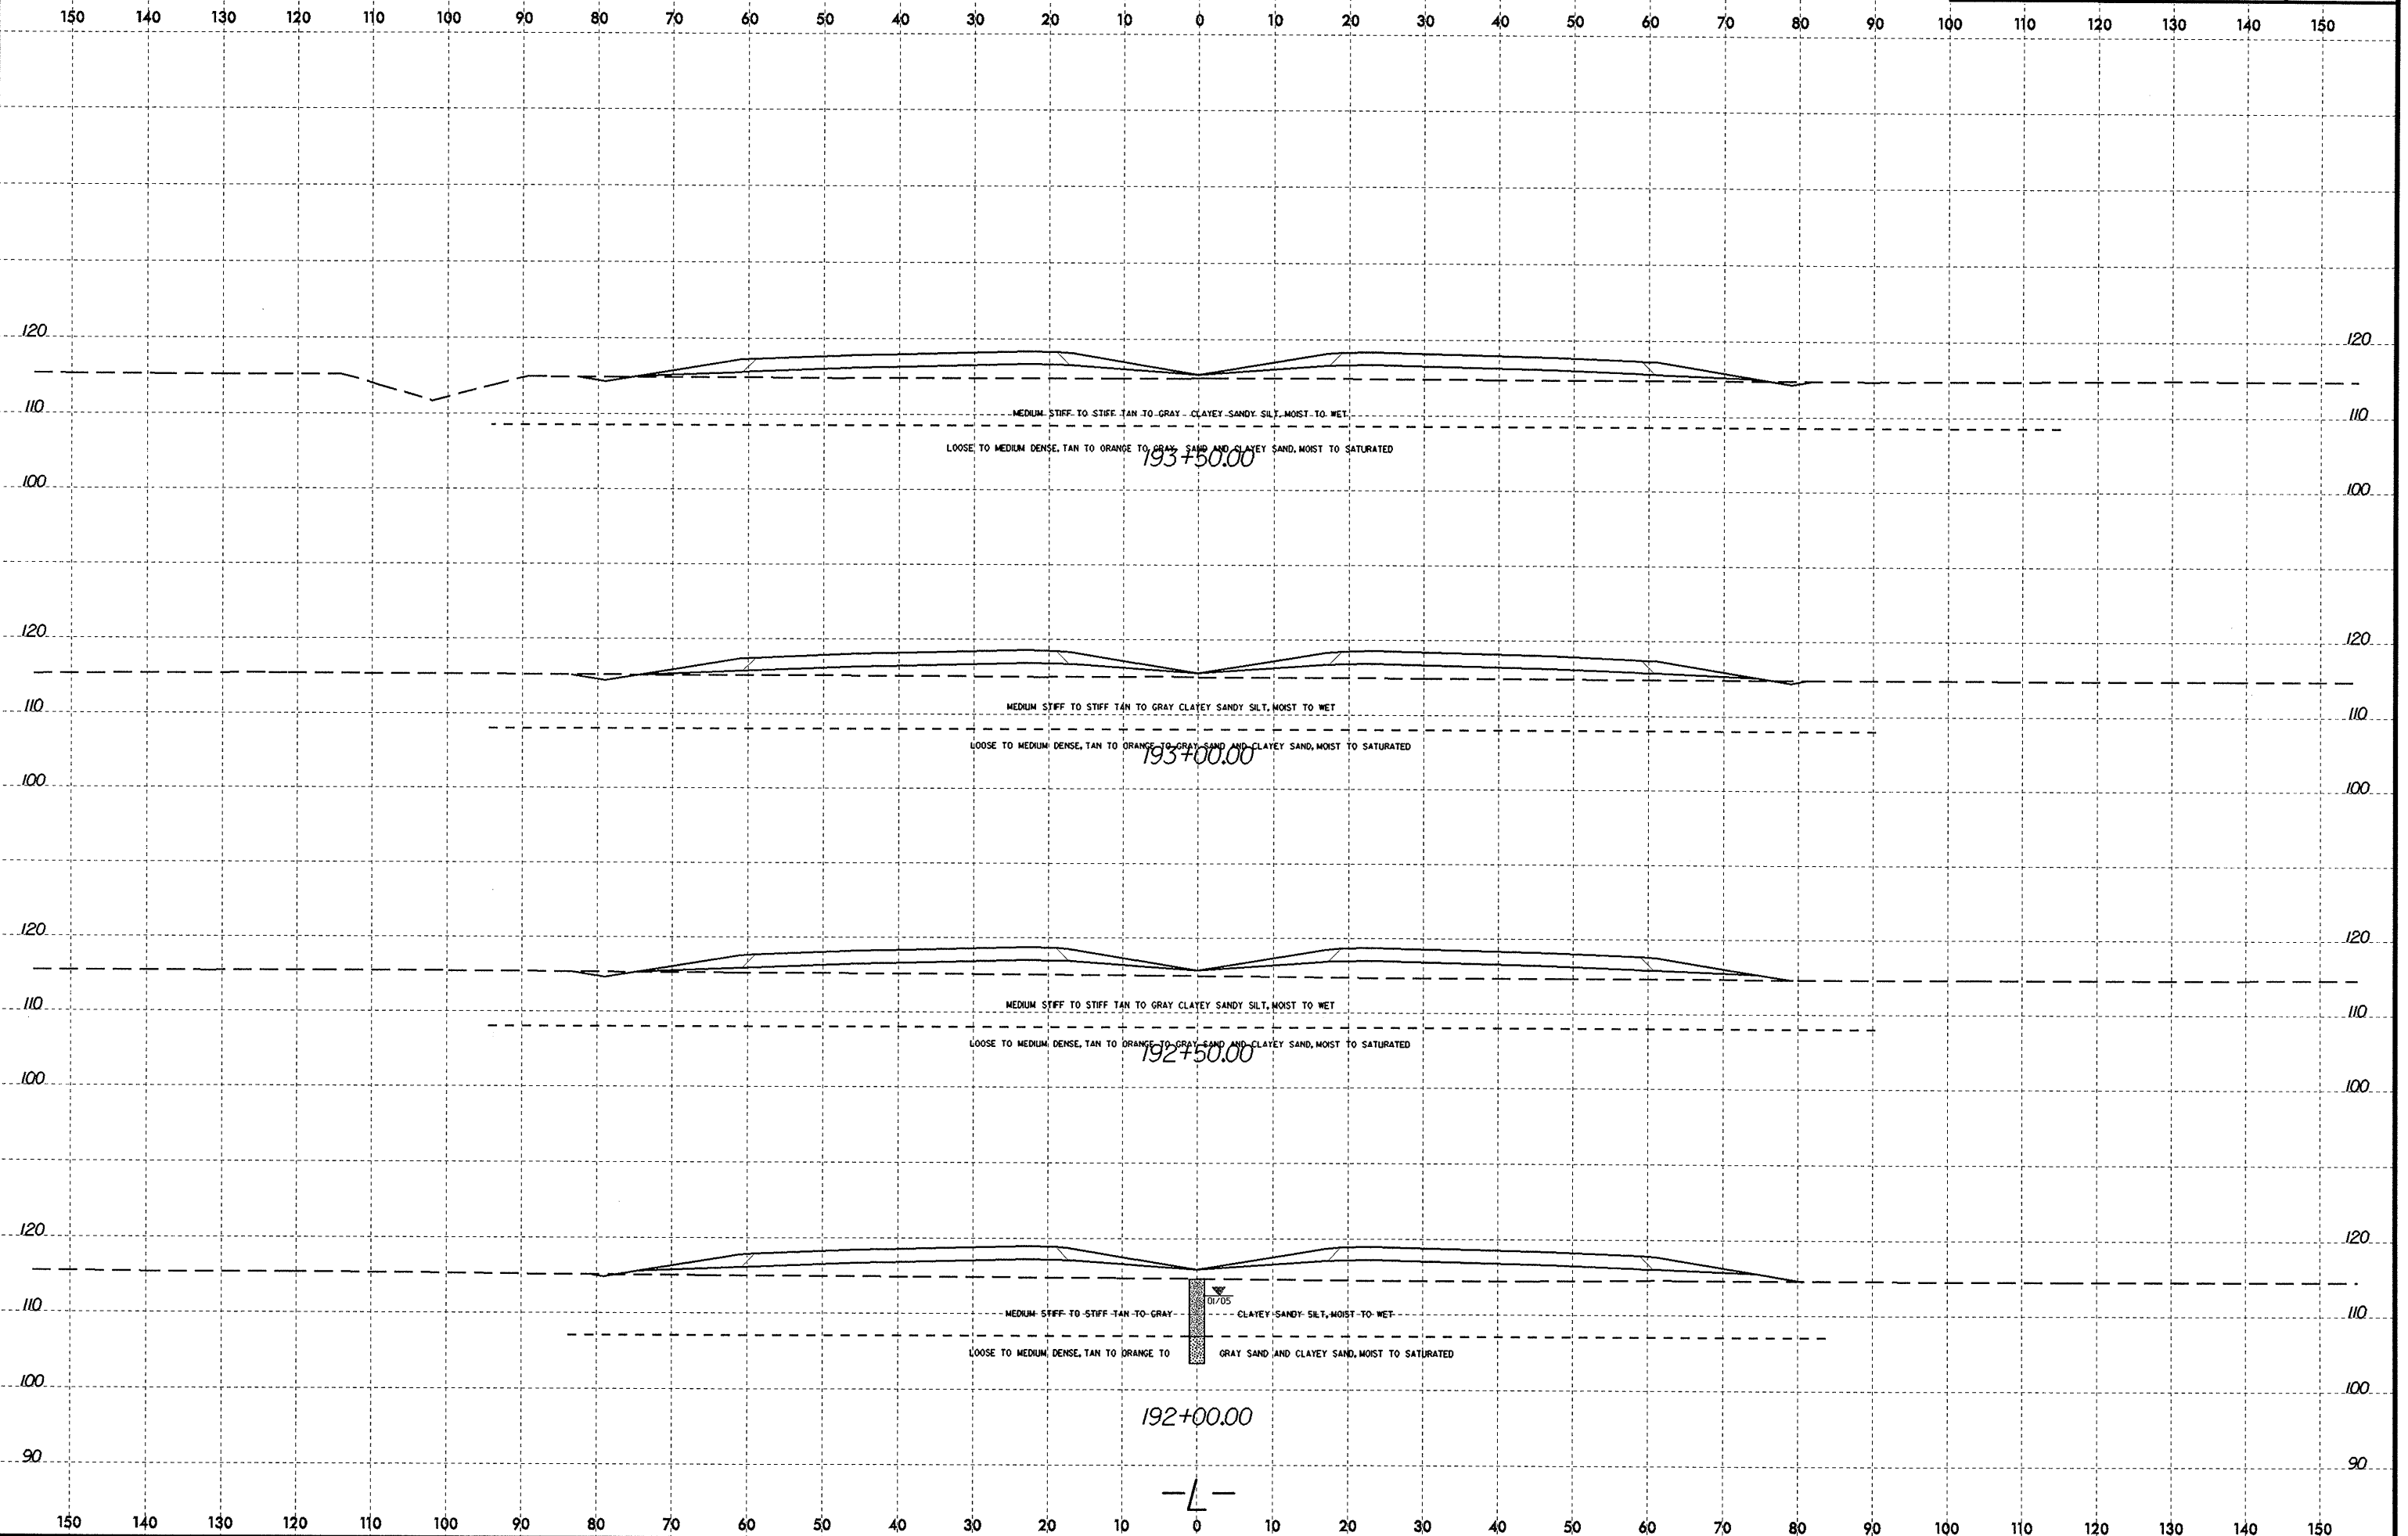 150 140 130 120 110 100 90 80 70 60 50 40 30 20 10 0 10 20 30 40 50 60 70 80 90 100 110 120 130 140 150
120 120
110 MEDIUM STIFF TO STIFF TAN TO GRAY CLAYEY SANDY SILT, MOIST TO WET 110
LOOSE TO MEDIUM DENSE, TAN TO ORANGE TO GRAY SAND AND CLAYEY SAND, MOIST TO SATURATED
193+50.00
100 100
120 120
110 MEDIUM STIFF TO STIFF TAN TO GRAY CLAYEY SANDY SILT, MOIST TO WET 110
LOOSE TO MEDIUM DENSE, TAN TO ORANGE TO GRAY SAND AND CLAYEY SAND, MOIST TO SATURATED
193+00.00
100 100
120 120
110 MEDIUM STIFF TO STIFF TAN TO GRAY CLAYEY SANDY SILT, MOIST TO WET 110
LOOSE TO MEDIUM DENSE, TAN TO ORANGE TO GRAY SAND AND CLAYEY SAND, MOIST TO SATURATED
192+50.00
100 100
120 120
01/05
110 MEDIUM STIFF TO STIFF TAN TO GRAY CLAYEY SANDY SILT, MOIST TO WET 110
LOOSE TO MEDIUM DENSE, TAN TO ORANGE TO GRAY SAND AND CLAYEY SAND, MOIST TO SATURATED
100 100
192+00.00
90 90
-L-
150 140 130 120 110 100 90 80 70 60 50 40 30 20 10 0 10 20 30 40 50 60 70 80 90 100 110 120 130 140 150